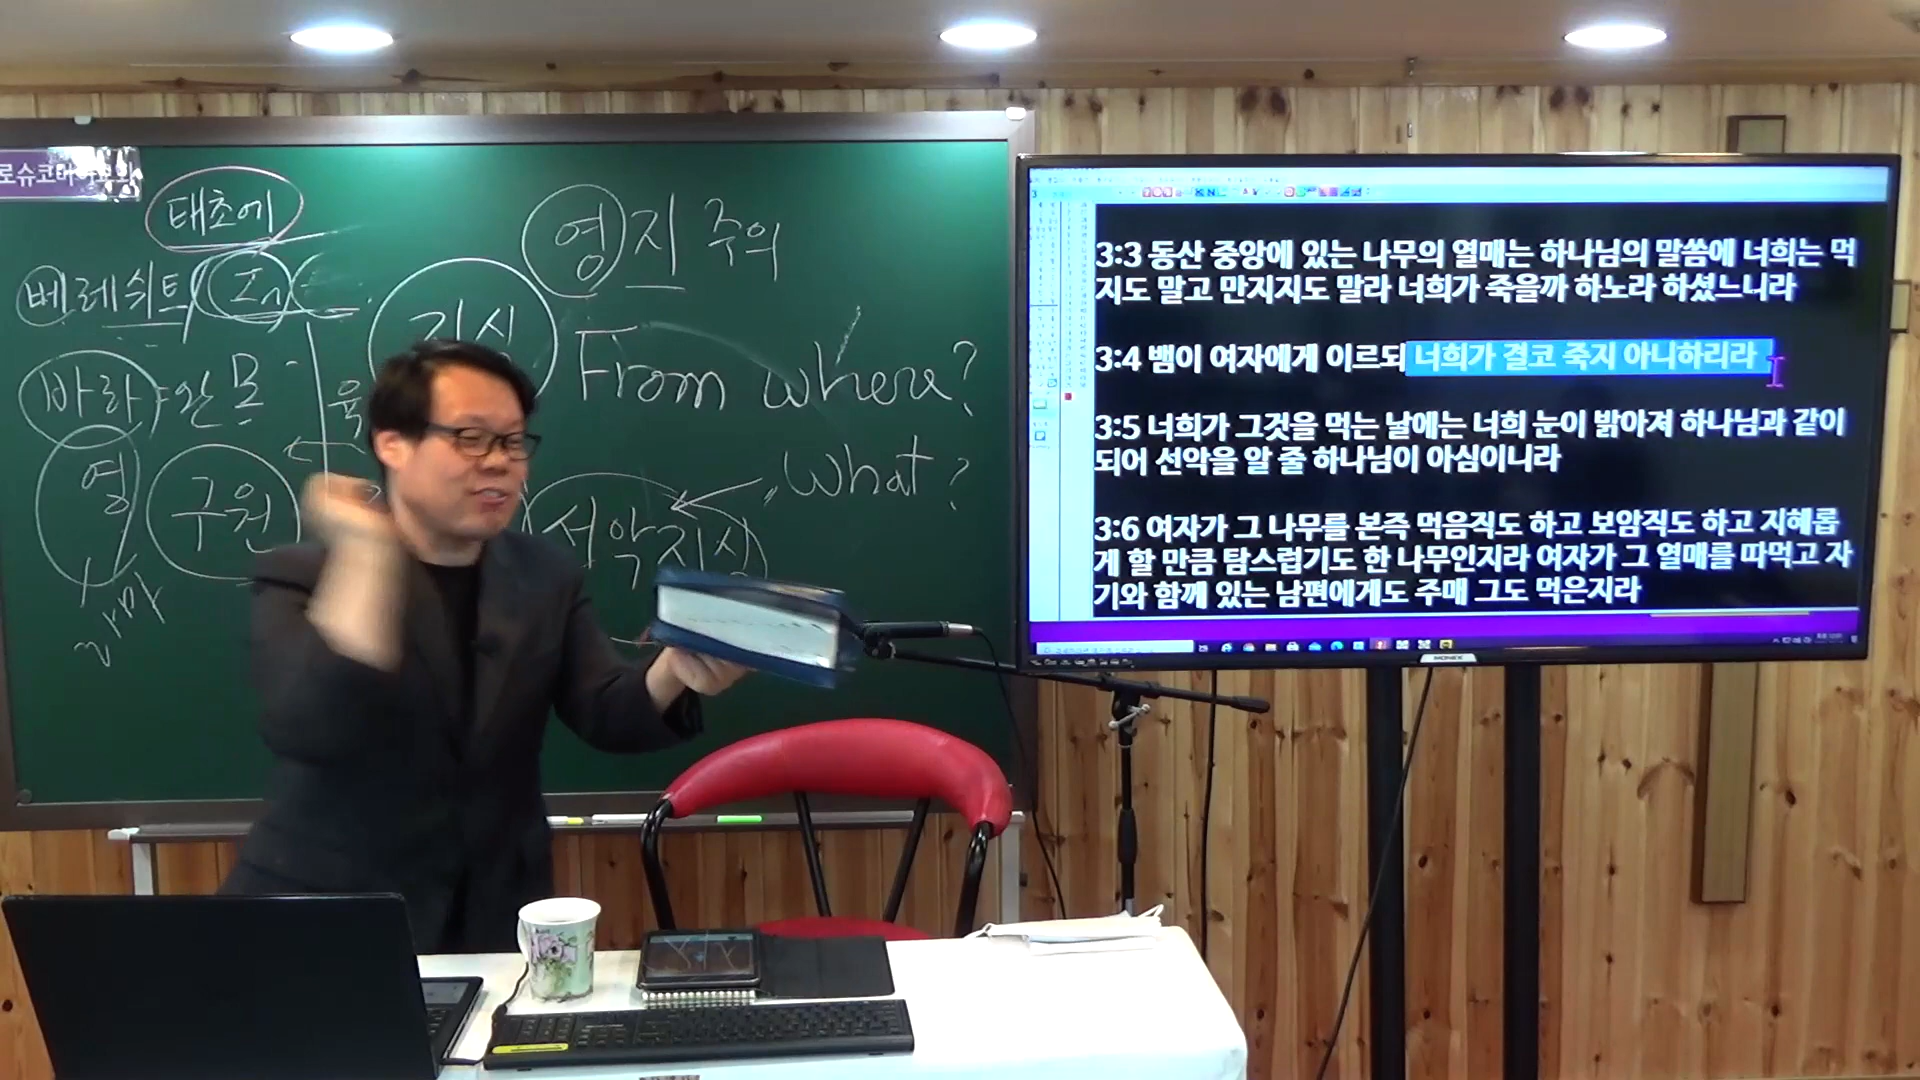 태초에
베레쉬트
바라
영
구원
영지주의
지식
From where?
What?
선악지식
육
3:3 동산 중앙에 있는 나무의 열매는 하나님의 말씀에 너희는 먹
지도 말고 만지지도 말라 너희가 죽을까 하노라 하셨느니라
3:4 뱀이 여자에게 이르되 너희가 결코 죽지 아니하리라
3:5 너희가 그것을 먹는 날에는 너희 눈이 밝아져 하나님과 같이
되어 선악을 알 줄 하나님이 아심이니라
3:6 여자가 그 나무를 본즉 먹음직도 하고 보암직도 하고 지혜롭
게 할 만큼 탐스럽기도 한 나무인지라 여자가 그 열매를 따먹고 자
기와 함께 있는 남편에게도 주매 그도 먹은지라